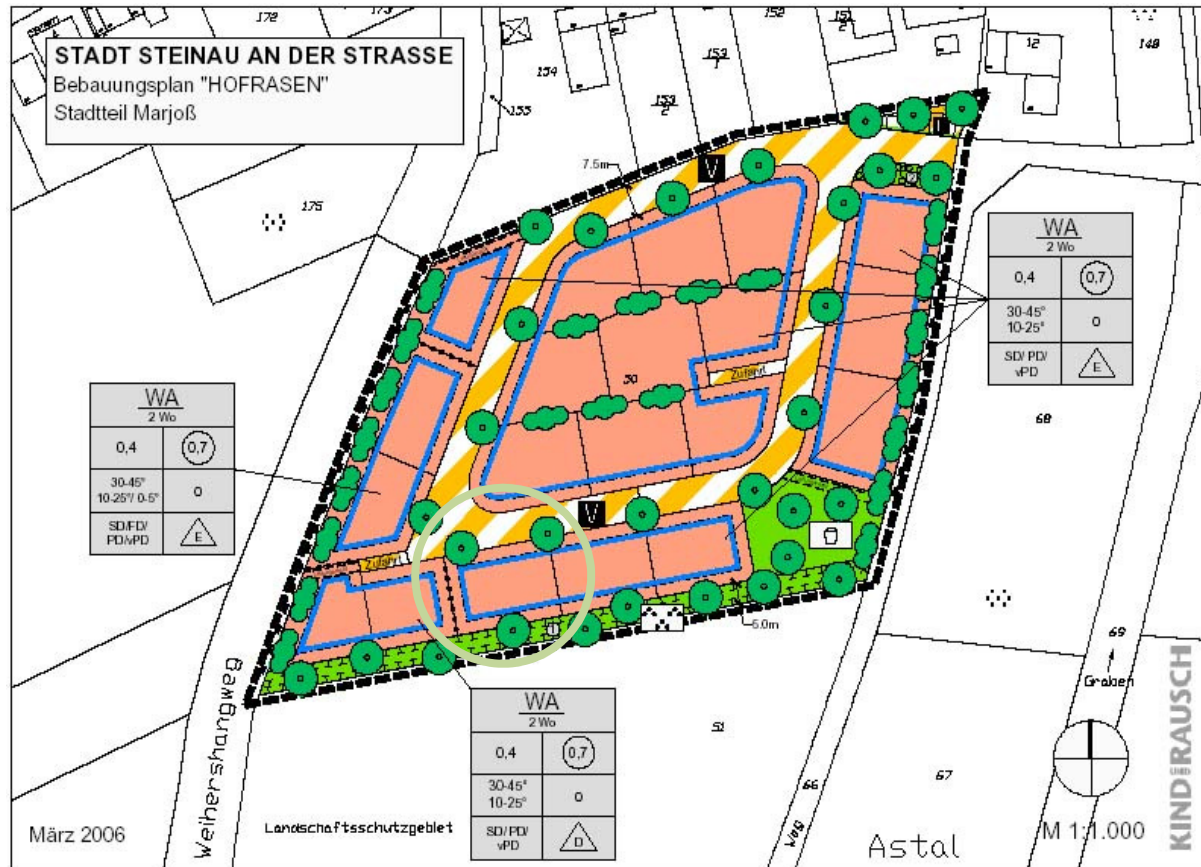 STADT STEINAU AN DER STRASSE
Bebauungsplan "HOFRASEN"
Stadtteil Marjoß
172
173
154
155
153
1
153
2
152
151
2
12
148
175
7.5m
V
WA
2 Wo
0,4 0,7
30-45° o
10-25°
SD/ PD/ E
vPD
50
Zufahrt
68
WA
2 Wo
0,4 0,7
30-45° o
10-25°/ 0-5°
SD/FD/ E
PD/vPD
V
Zufahrt
5.0m
69
Graben
WA
2 Wo
0,4 0,7
30-45° o
10-25°
SD/ PD/ D
vPD
51
66
67
Weg
Weihershangweg
Landschaftsschutzgebiet
Astal
März 2006
M 1:1.000
KIND UND RAUSCH